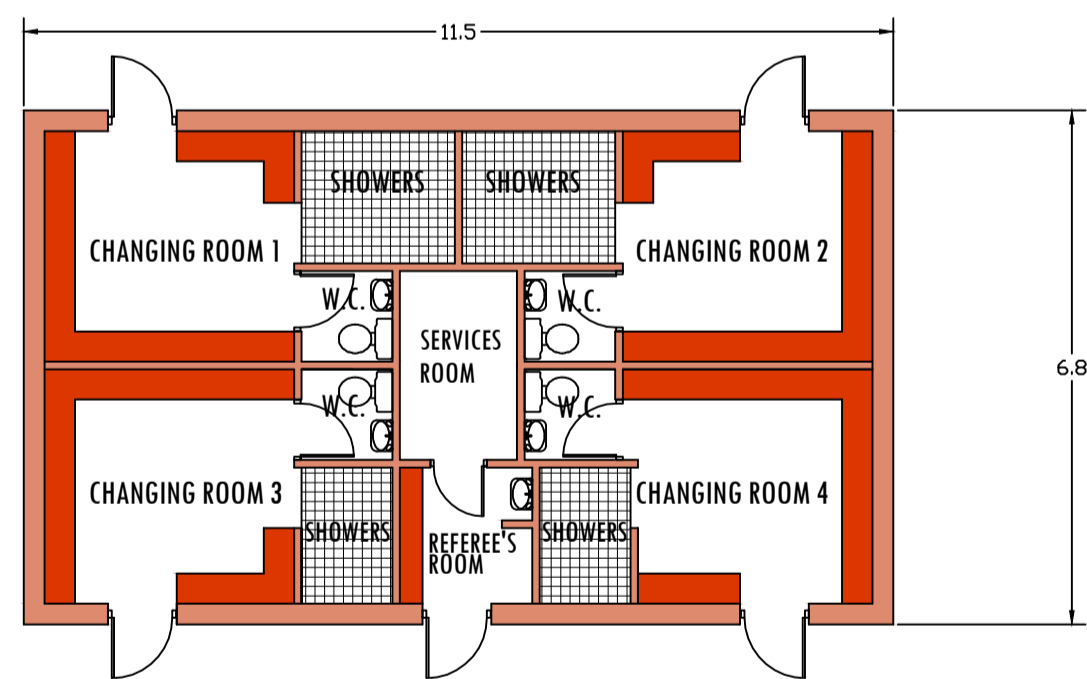 11.5
SHOWERS
SHOWERS
CHANGING ROOM 1
CHANGING ROOM 2
W.C.
W.C.
SERVICES
ROOM
6.8
W.C.
W.C.
CHANGING ROOM 3
CHANGING ROOM 4
SHOWERS
REFEREE'S
ROOM
SHOWERS